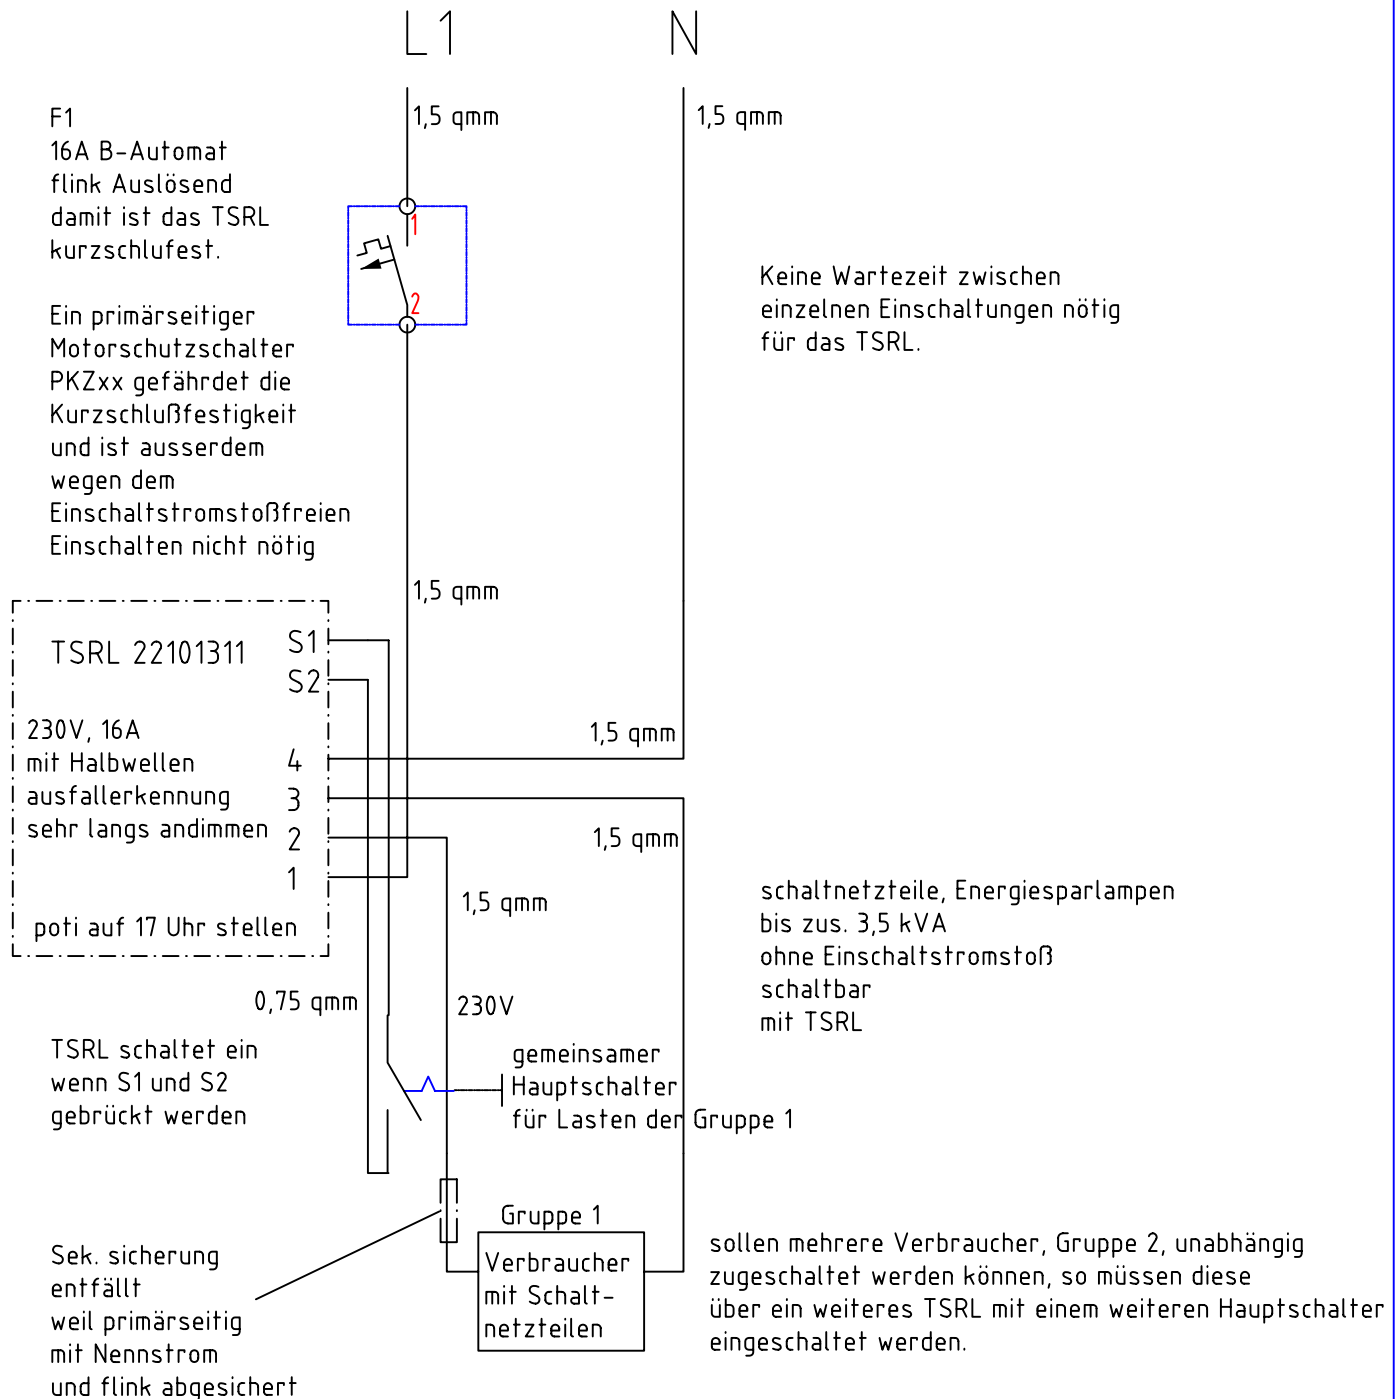 L1
N
1,5 qmm
1,5 qmm
F1
16A B-Automat
flink Auslösend
damit ist das TSRL
kurzschlufest.
1
2
Ein primärseitiger
Motorschutzschalter
PKZxx gefährdet die
Kurzschlußfestigkeit
und ist ausserdem
wegen dem
Einschaltstromstoßfreien
Einschalten nicht nötig
Keine Wartezeit zwischen
einzelnen Einschaltungen nötig
für das TSRL.
1,5 qmm
TSRL 22101311
S1
S2
230V, 16A
mit Halbwellen
ausfallerkennung
sehr langs andimmen
4
3
2
1
poti auf 17 Uhr stellen
1,5 qmm
1,5 qmm
1,5 qmm
schaltnetzteile, Energiesparlampen
bis zus. 3,5 kVA
ohne Einschaltstromstoß
schaltbar
mit TSRL
0,75 qmm
230V
TSRL schaltet ein
wenn S1 und S2
gebrückt werden
gemeinsamer
Hauptschalter
für Lasten der Gruppe 1
Gruppe 1
Verbraucher
mit Schalt-
netzteilen
Sek. sicherung
entfällt
weil primärseitig
mit Nennstrom
und flink abgesichert
sollen mehrere Verbraucher, Gruppe 2, unabhängig
zugeschaltet werden können, so müssen diese
über ein weiteres TSRL mit einem weiteren Hauptschalter
eingeschaltet werden.